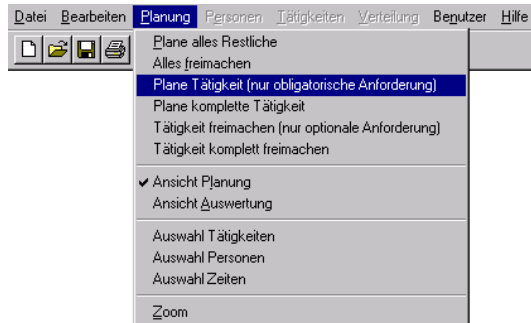 Datei Bearbeiten Planung Personen Tätigkeiten Verteilung Benutzer Hilfe
Plane alles Restliche
Alles freimachen
Plane Tätigkeit (nur obligatorische Anforderung)
Plane komplette Tätigkeit
Tätigkeit freimachen (nur optionale Anforderung)
Tätigkeit komplett freimachen
Ansicht Planung
Ansicht Auswertung
Auswahl Tätigkeiten
Auswahl Personen
Auswahl Zeiten
Zoom